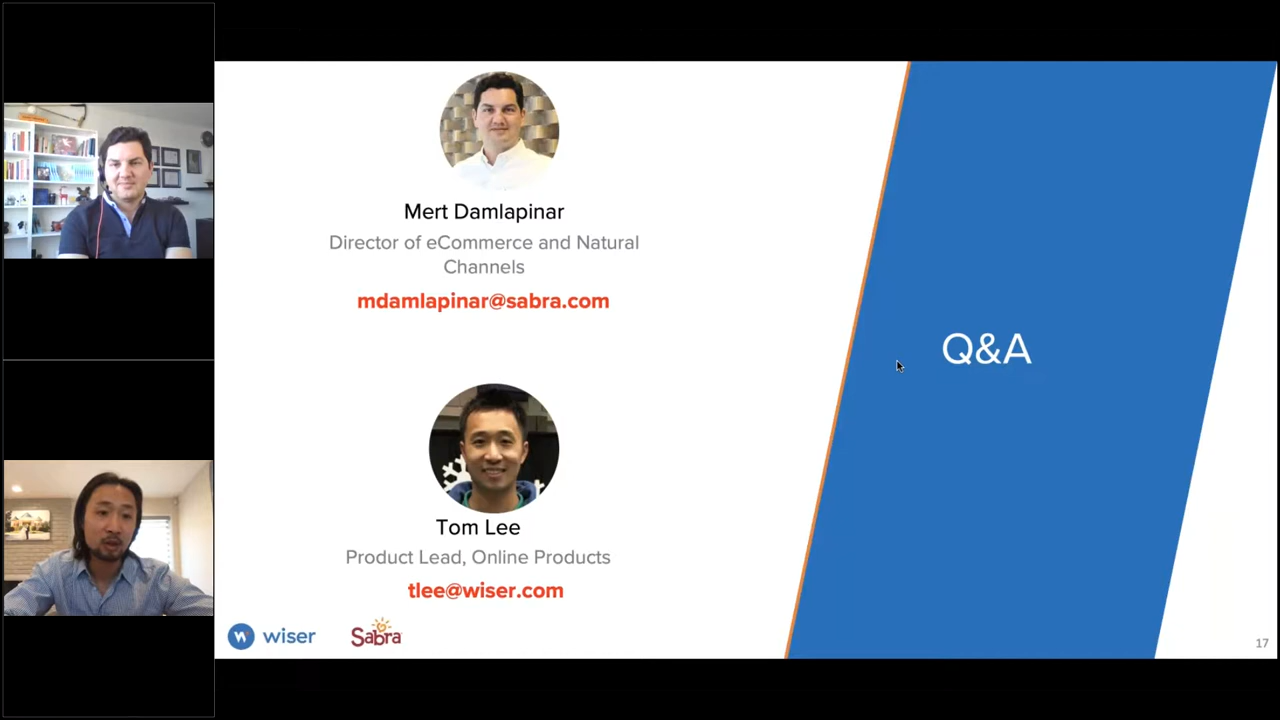 Mert Damlapinar
Director of eCommerce and Natural
Channels
mdamlapinar@sabra.com
Q&A
Tom Lee
Product Lead, Online Products
tlee@wiser.com
w wiser
Sabra
17